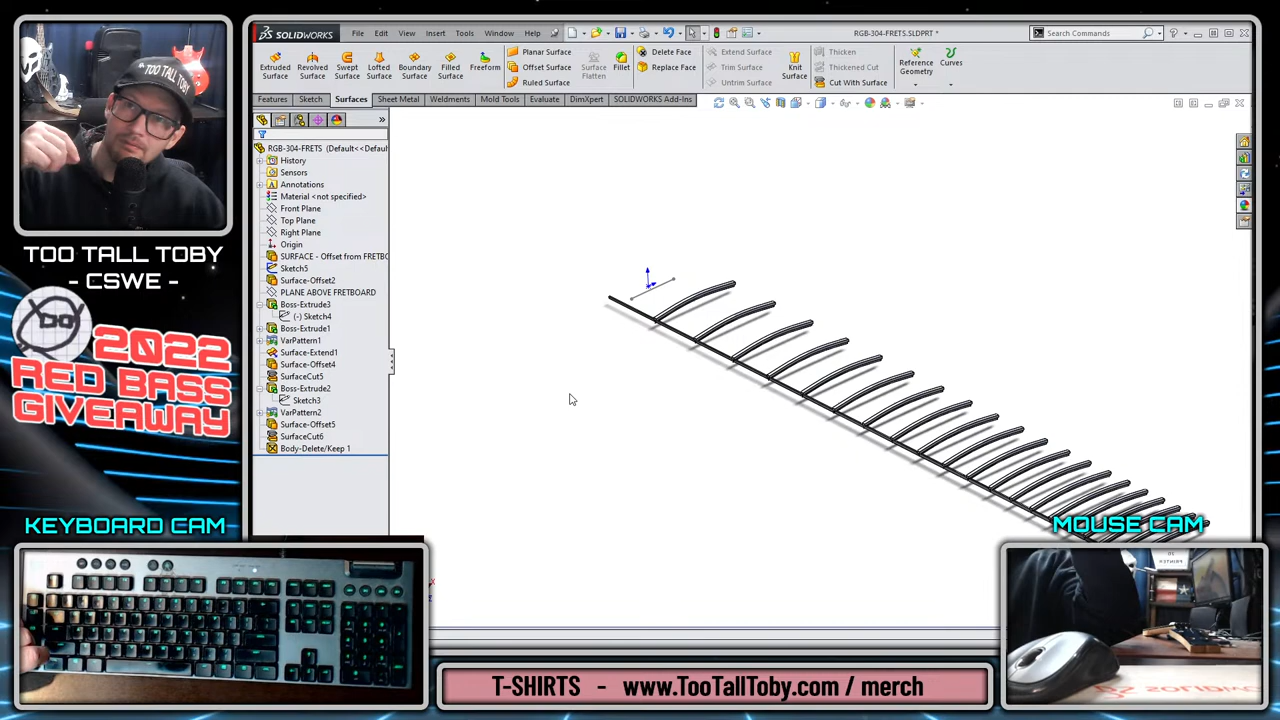 SOLIDWORKS
File Edit View Insert Tools Window Help
RGB-304-FRETS.SLDPRT *
Search Commands
Extruded Surface
Revolved Surface
Swept Surface
Lofted Surface
Boundary Surface
Filled Surface
Freeform
Planar Surface
Offset Surface
Ruled Surface
Surface Flatten
Fillet
Delete Face
Replace Face
Extend Surface
Trim Surface
Untrim Surface
Knit Surface
Thicken
Thickened Cut
Cut With Surface
Reference Geometry
Curves
Features Sketch Surfaces Sheet Metal Weldments Mold Tools Evaluate DimXpert SOLIDWORKS Add-Ins
RGB-304-FRETS (Default<<Defaul
History
Sensors
Annotations
Material <not specified>
Front Plane
Top Plane
Right Plane
Origin
SURFACE - Offset from FRETBO
Sketch5
Surface-Offset2
PLANE ABOVE FRETBOARD
Boss-Extrude3
(-) Sketch4
Boss-Extrude1
VarPattern1
Surface-Extend1
Surface-Offset4
SurfaceCut5
Boss-Extrude2
Sketch3
VarPattern2
Surface-Offset5
SurfaceCut6
Body-Delete/Keep 1
TOO TALL TOBY
TOO TALL TOBY
- CSWE -
2022
RED BASS
GIVEAWAY
KEYBOARD CAM
MOUSE CAM
T-SHIRTS - www.TooTallToby.com / merch